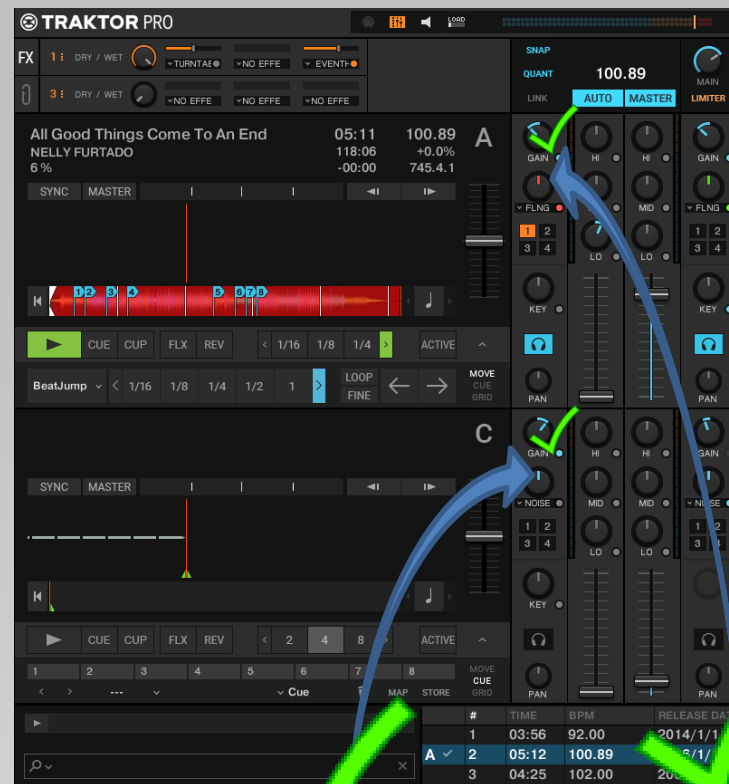 TRAKTOR PRO
LOAD
FX 1 DRY / WET TURNTAE NO EFFE EVENTH
3 DRY / WET NO EFFE NO EFFE NO EFFE
SNAP
QUANT 100.89
LINK AUTO MASTER
MAIN
LIMITER
All Good Things Come To An End 05:11 100.89 A
NELLY FURTADO 118:06 +0.0%
6 % -00:00 745.4.1
SYNC MASTER
1 2 3 4 5 6 7 8
CUE CUP FLX REV < 1/16 1/8 1/4 > ACTIVE
BeatJump < 1/16 1/8 1/4 1/2 1 > LOOP FINE ← → MOVE CUE GRID
GAIN HI HI GAIN
FLNG MID FLNG
1 2 1 2
3 4 LO LO 3 4
KEY KEY
PAN PAN
C
SYNC MASTER
CUE CUP FLX REV < 2 4 8 ACTIVE
1 2 3 4 5 6 7 8 MOVE
< > --- Cue MAP STORE CUE GRID
GAIN HI HI GAIN
NOISE MID MID
1 2 1 2
3 4 LO LO 3 4
KEY
PAN PAN
# TIME BPM RELEASE DA
1 03:56 92.00 2014/1/1
A 2 05:12 100.89
3 04:25 102.00